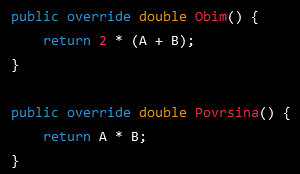 public override double Obim() {
    return 2 * (A + B);
}

public override double Povrsina() {
    return A * B;
}